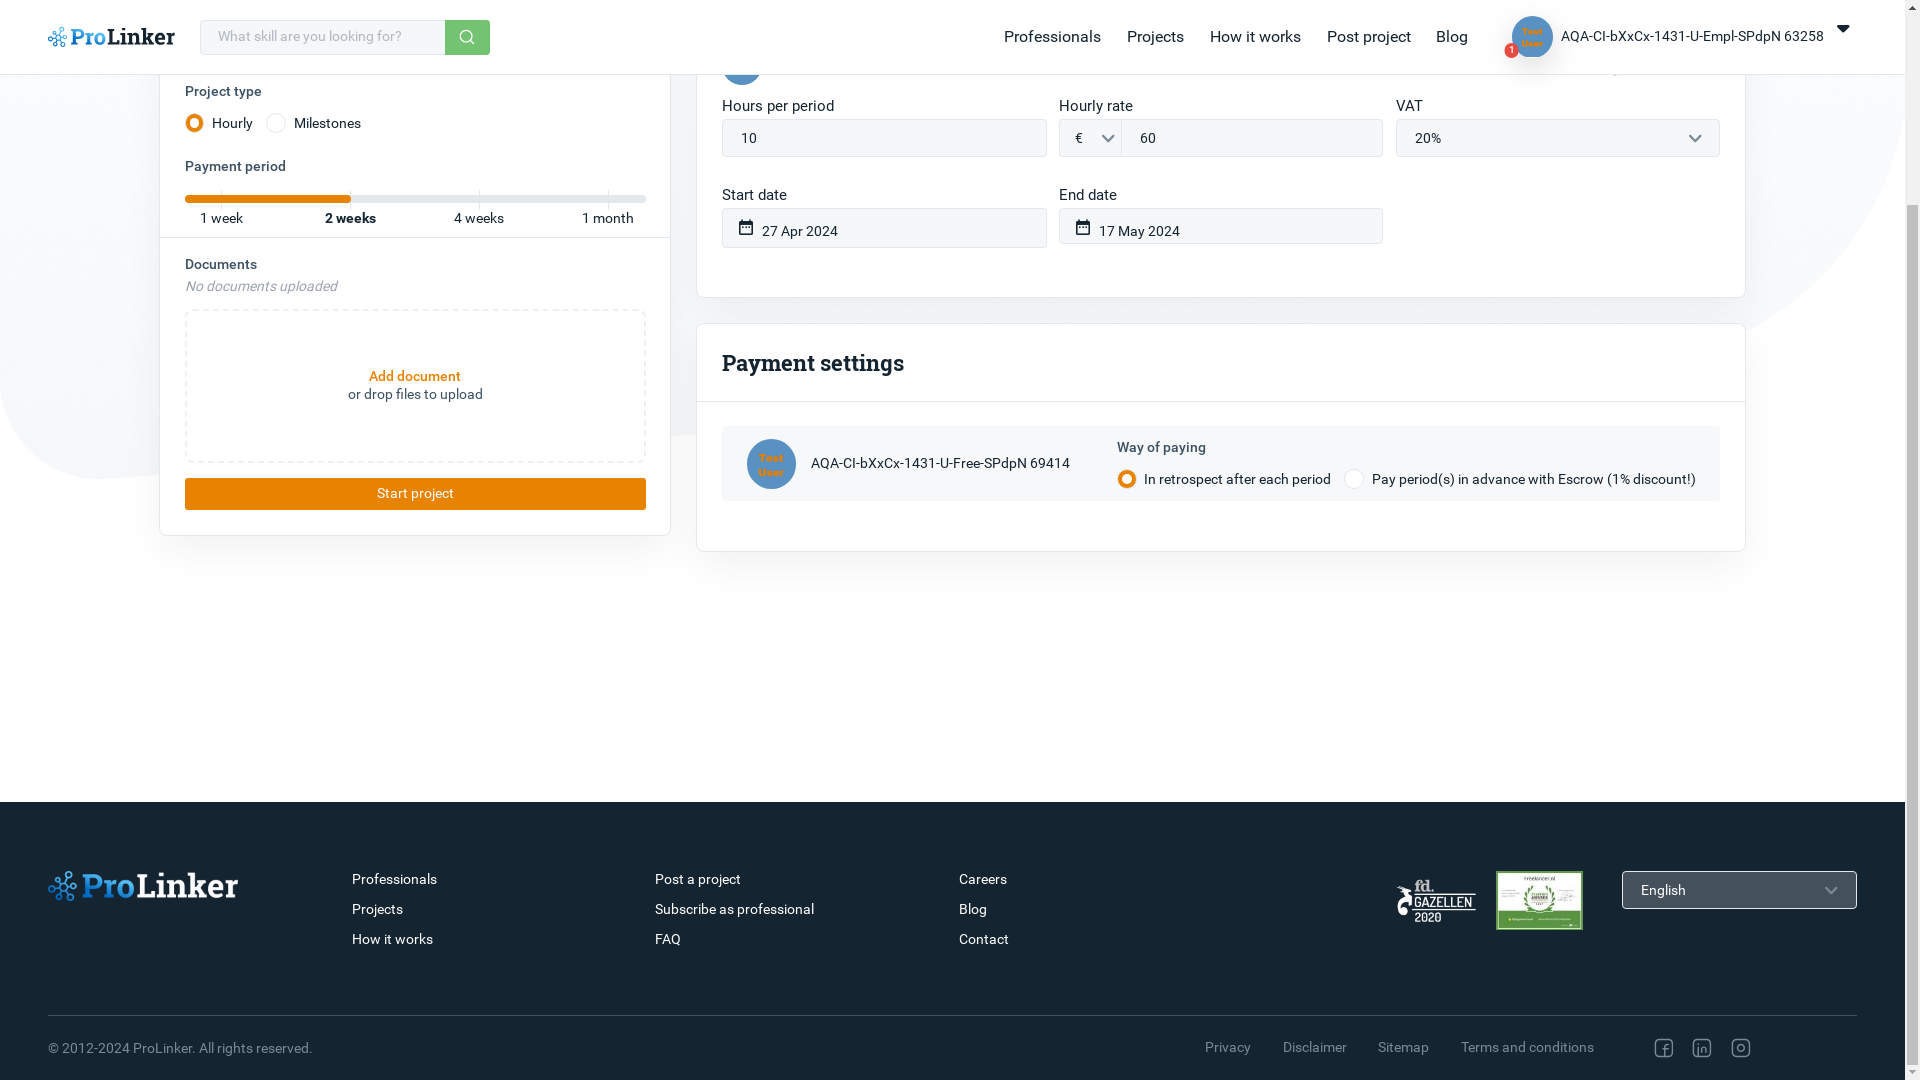 ProLinker
What skill are you looking for?
Professionals
Projects
How it works
Post project
Blog
Test
User
1
AQA-CI-bXxCx-1431-U-Empl-SPdpN 63258
Project type
Hourly
Milestones
Payment period
1 week
2 weeks
4 weeks
1 month
Documents
No documents uploaded
Add document
or drop files to upload
Start project
Hours per period
Hourly rate
VAT
10
€
60
20%
Start date
End date
27 Apr 2024
17 May 2024
Payment settings
Test
User
AQA-CI-bXxCx-1431-U-Free-SPdpN 69414
Way of paying
In retrospect after each period
Pay period(s) in advance with Escrow (1% discount!)
ProLinker
Professionals
Projects
How it works
Post a project
Subscribe as professional
FAQ
Careers
Blog
Contact
fd.
GAZELLEN
2020
Freelancer.nl
English
© 2012-2024 ProLinker. All rights reserved.
Privacy
Disclaimer
Sitemap
Terms and conditions